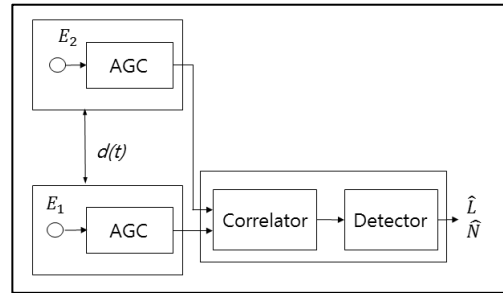 E₂
AGC
d(t)
E₁
AGC
Correlator
Detector
L̂
N̂